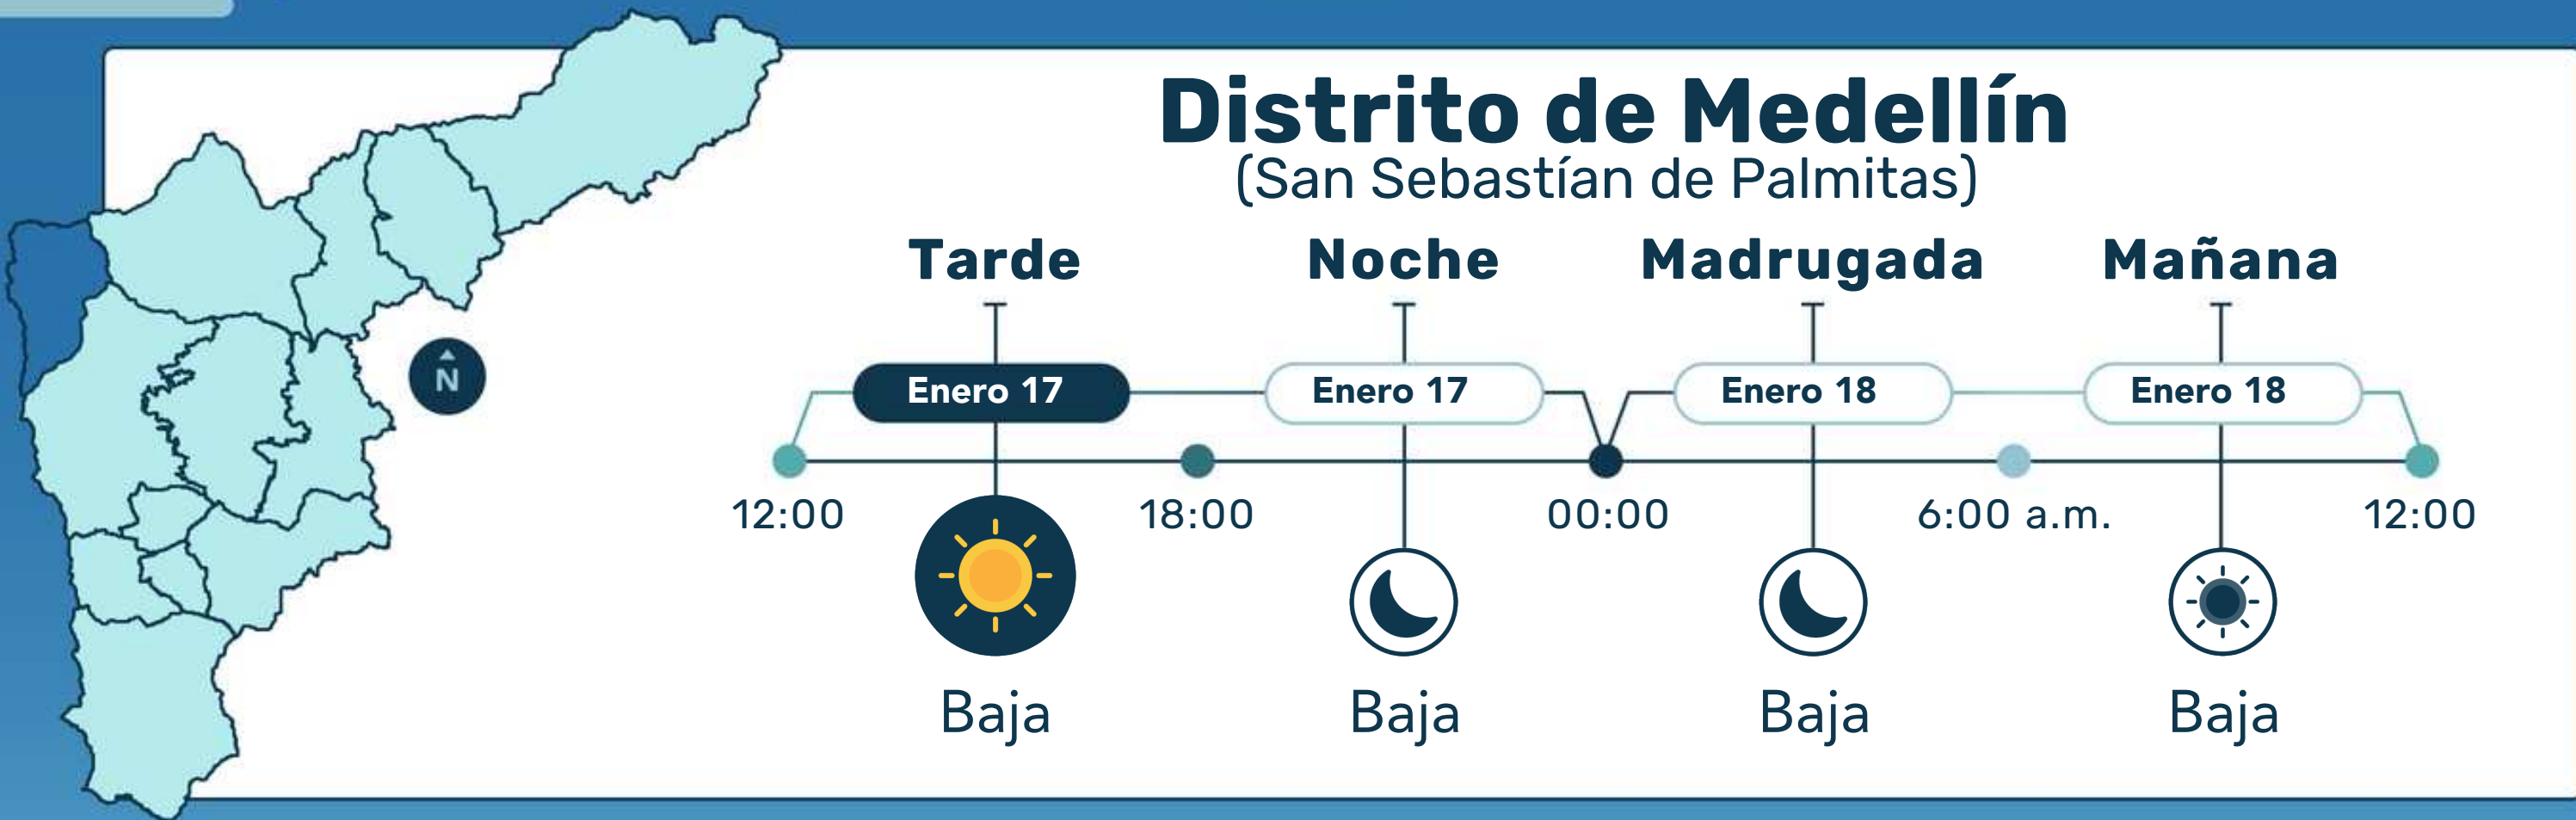 Distrito de Medellín
(San Sebastían de Palmitas)
Tarde Noche Madrugada Mañana
Enero 17 Enero 17 Enero 18 Enero 18
N
12:00 18:00 00:00 6:00 a.m. 12:00
Baja Baja Baja Baja